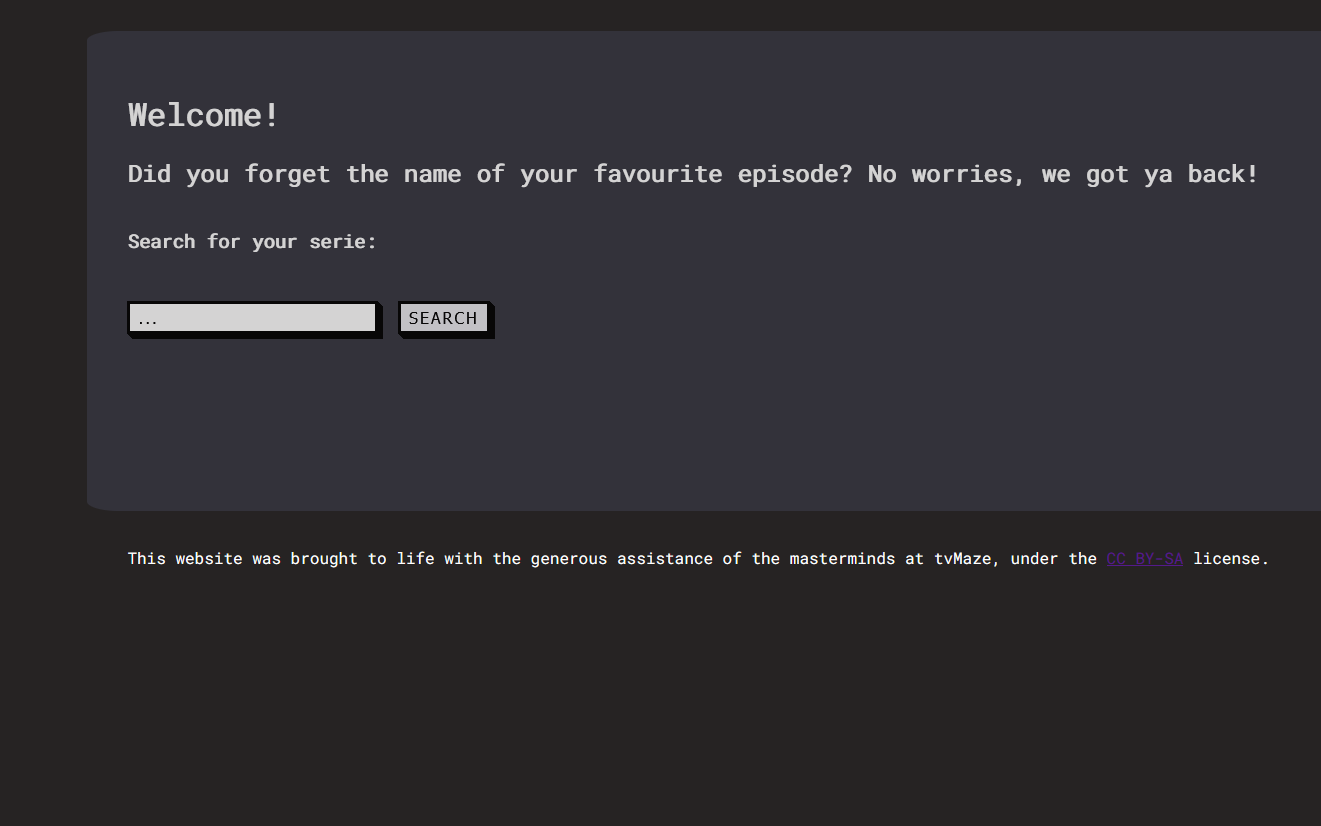 Welcome!
Did you forget the name of your favourite episode? No worries, we got ya back!
Search for your serie:
...
SEARCH
This website was brought to life with the generous assistance of the masterminds at tvMaze, under the CC BY-SA license.